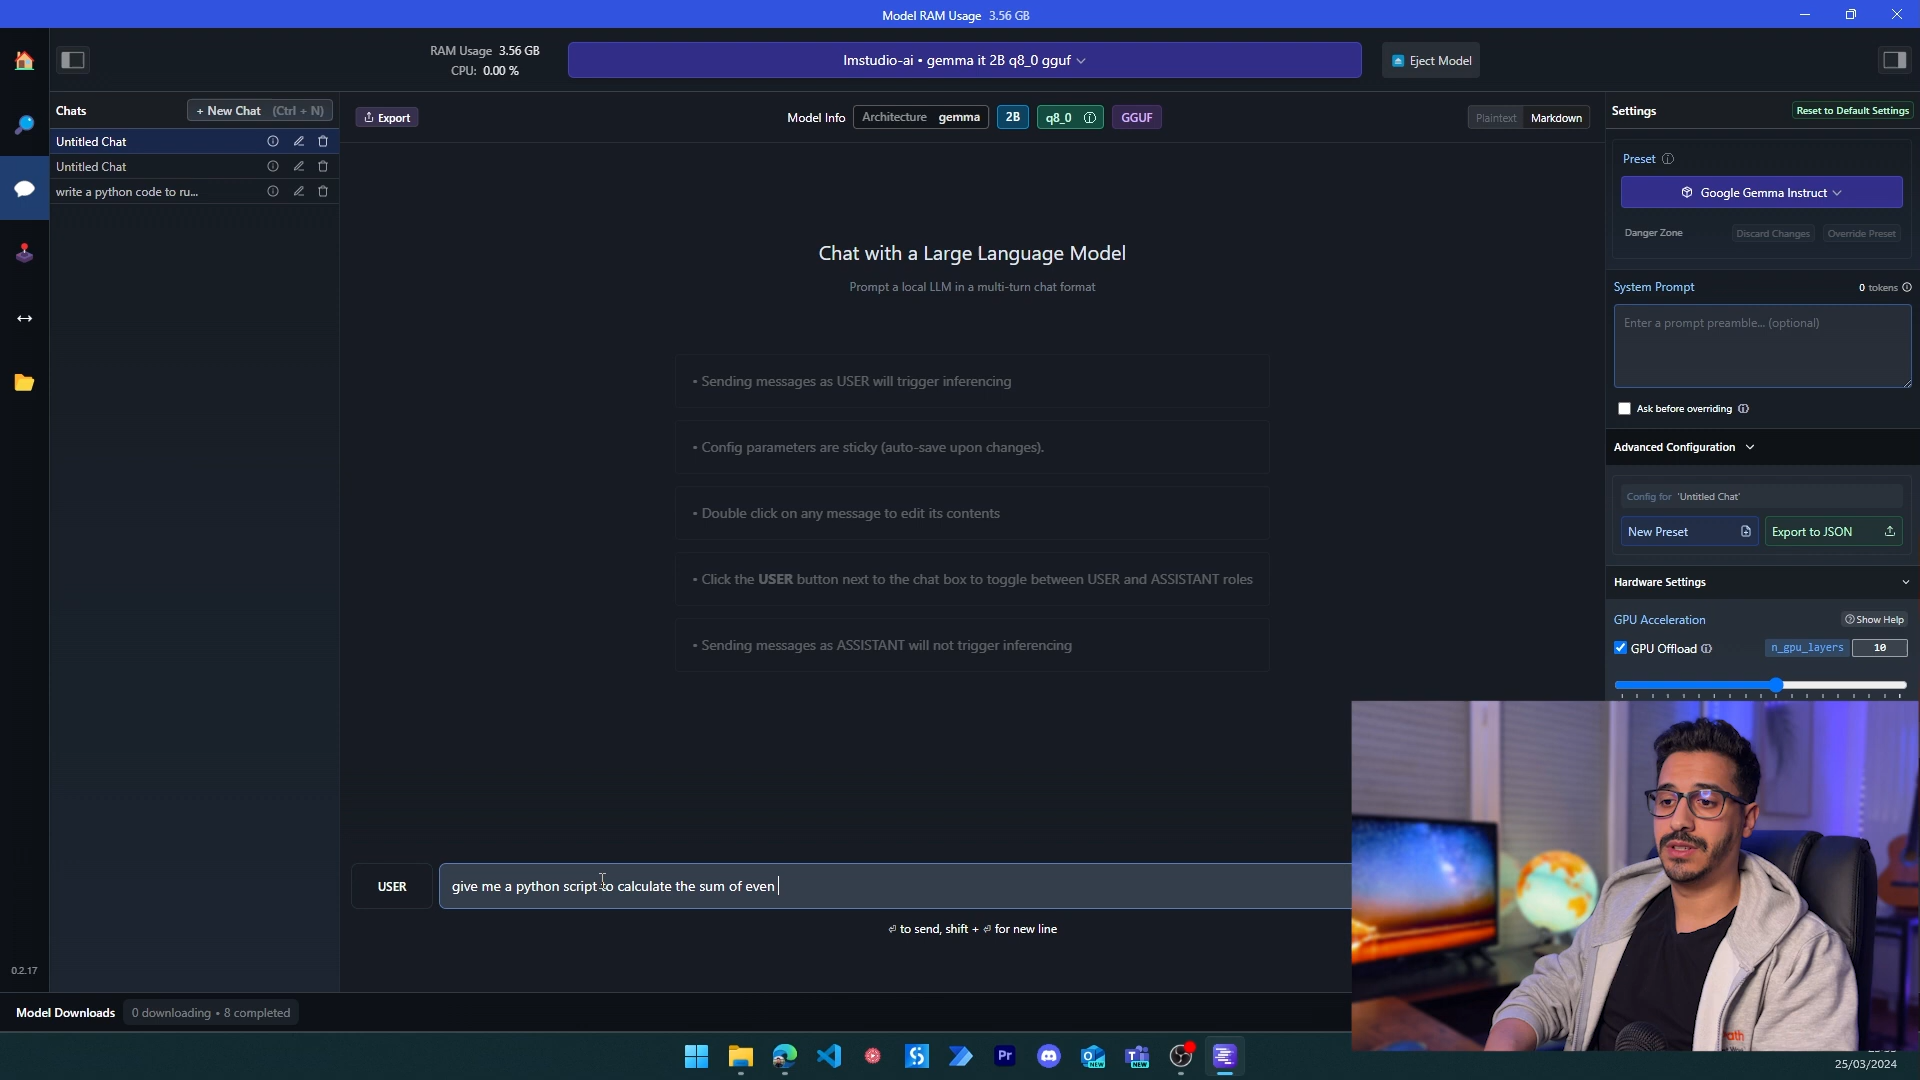 Model RAM Usage 3.56 GB
RAM Usage 3.56 GB
CPU: 0.00 %
lmstudio-ai • gemma it 2B q8_0 gguf
Eject Model
Chats
+ New Chat (Ctrl + N)
Export
Model Info Architecture gemma 2B q8_0 GGUF
Plaintext Markdown
Settings
Reset to Default Settings
Untitled Chat
Untitled Chat
write a python code to ru...
Preset
Google Gemma Instruct
Danger Zone Discard Changes Override Preset
Chat with a Large Language Model
Prompt a local LLM in a multi-turn chat format
System Prompt 0 tokens
Enter a prompt preamble... (optional)
• Sending messages as USER will trigger inferencing
Ask before overriding
• Config parameters are sticky (auto-save upon changes).
Advanced Configuration
Config for 'Untitled Chat'
• Double click on any message to edit its contents
New Preset Export to JSON
• Click the USER button next to the chat box to toggle between USER and ASSISTANT roles
Hardware Settings
GPU Acceleration Show Help
• Sending messages as ASSISTANT will not trigger inferencing
GPU Offload n_gpu_layers 10
USER
give me a python script to calculate the sum of even
⏎ to send, shift + ⏎ for new line
0.2.17
Model Downloads 0 downloading • 8 completed
Pr
NEW
NEW
25/03/2024